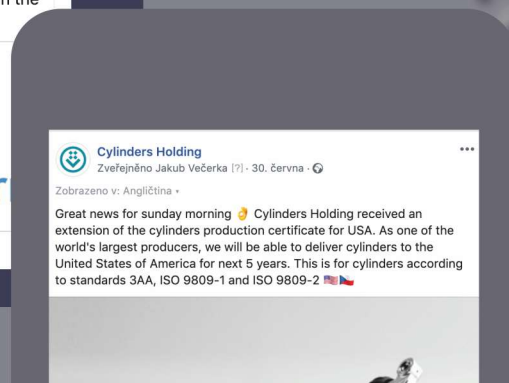 the
Cylinders Holding
Zveřejněno Jakub Večerka [?] · 30. června ·
Zobrazeno v: Angličtina
Great news for sunday morning 👌 Cylinders Holding received an
extension of the cylinders production certificate for USA. As one of the
world's largest producers, we will be able to deliver cylinders to the
United States of America for next 5 years. This is for cylinders according
to standards 3AA, ISO 9809-1 and ISO 9809-2 🇺🇸🇨🇿